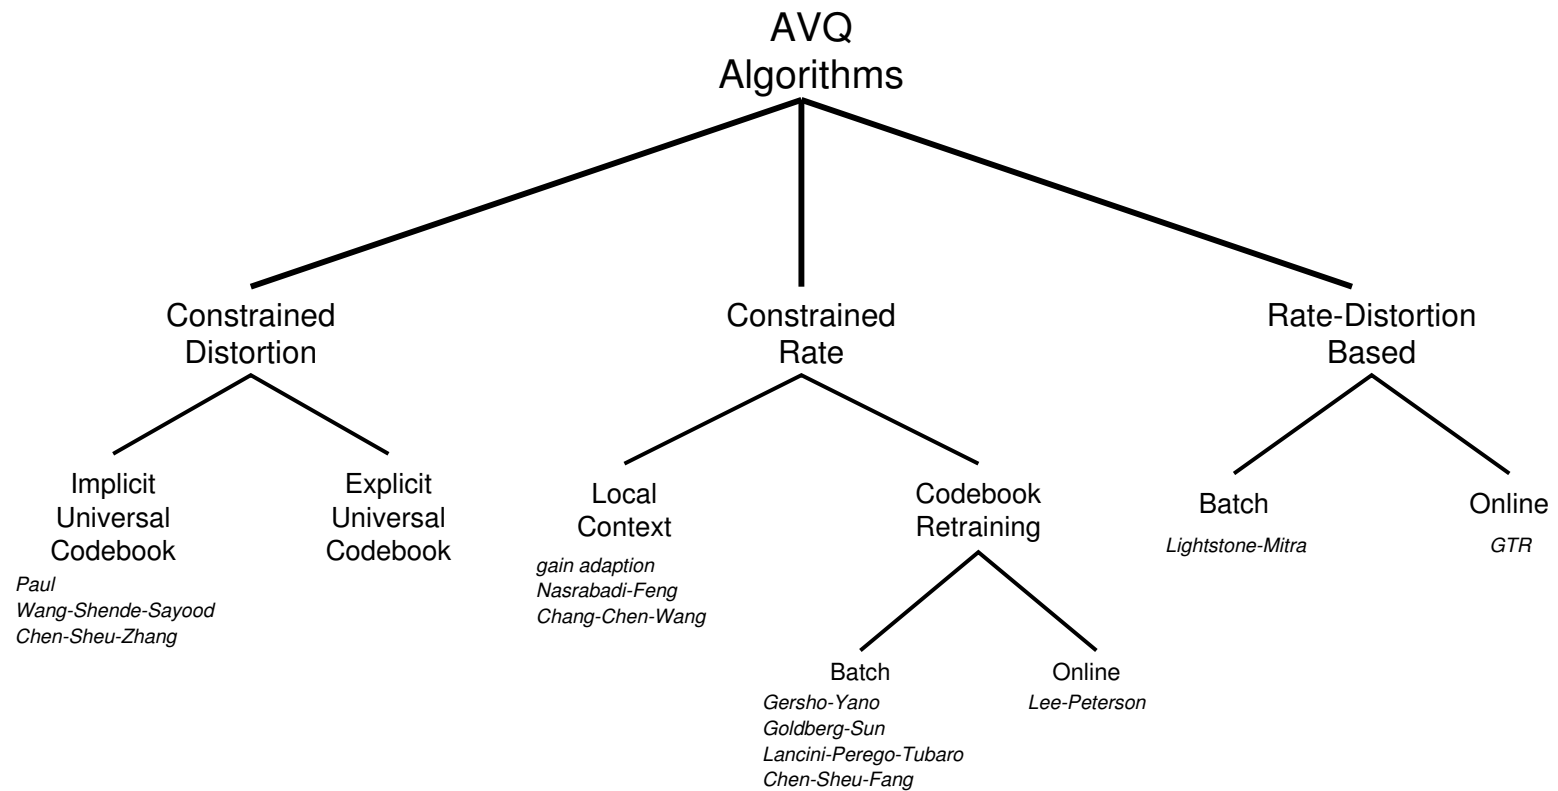 AVQ
Algorithms
Constrained
Distortion
Constrained
Rate
Rate-Distortion
Based
Implicit
Universal
Codebook
Paul
Wang-Shende-Sayood
Chen-Sheu-Zhang
Explicit
Universal
Codebook
Local
Context
gain adaption
Nasrabadi-Feng
Chang-Chen-Wang
Codebook
Retraining
Batch
Gersho-Yano
Goldberg-Sun
Lancini-Perego-Tubaro
Chen-Sheu-Fang
Online
Lee-Peterson
Batch
Lightstone-Mitra
Online
GTR